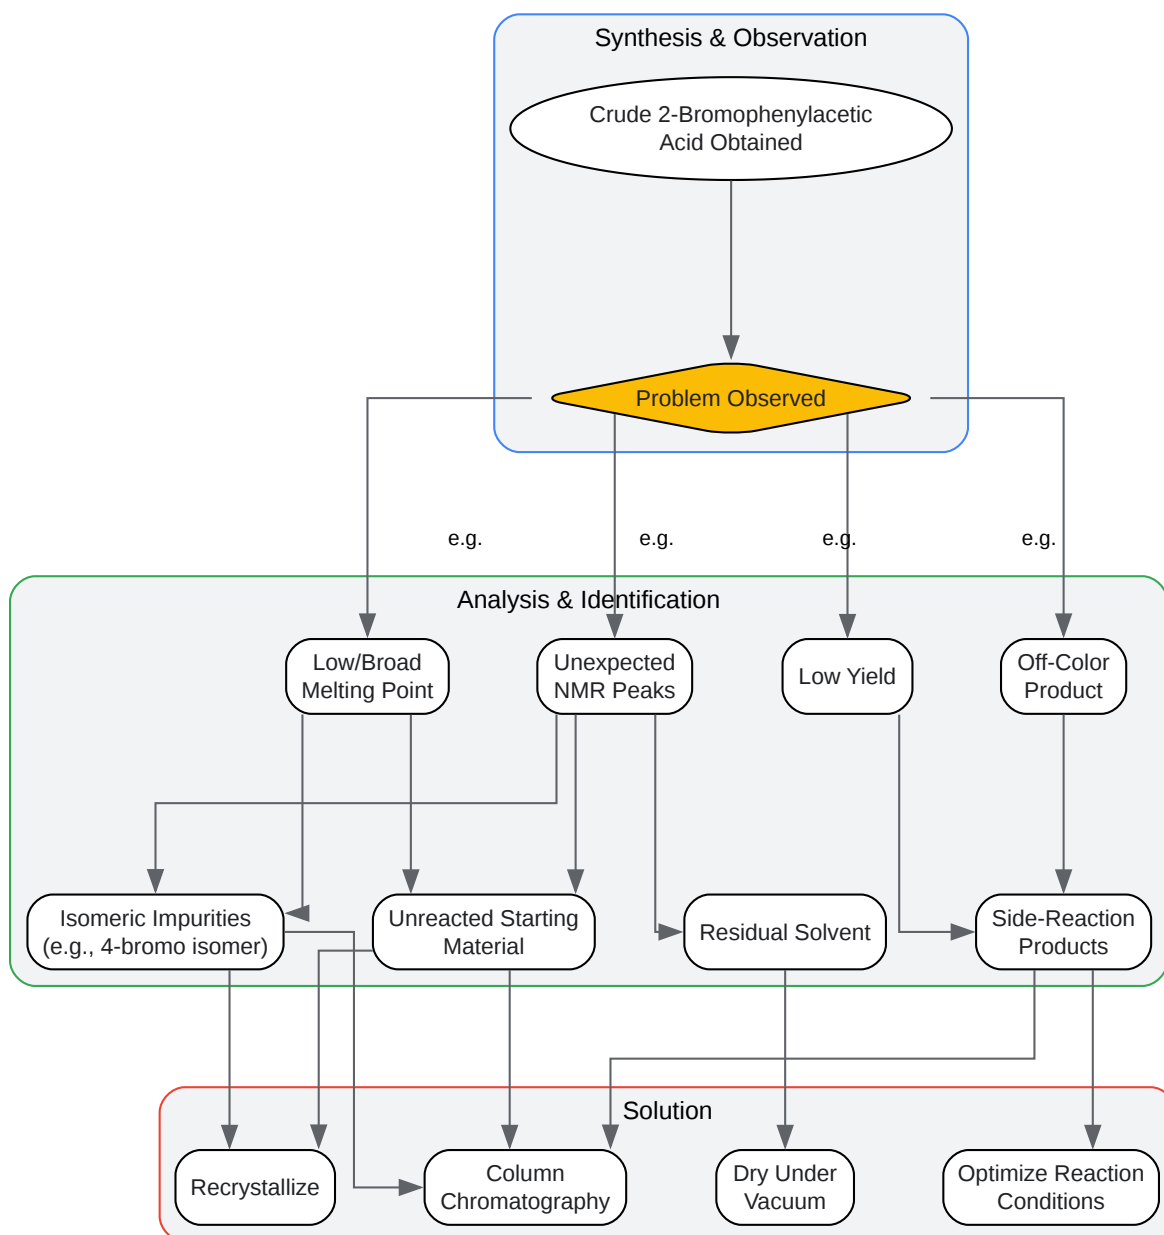 Synthesis & Observation
Crude 2-Bromophenylacetic
Acid Obtained
Problem Observed
e.g.
e.g.
e.g.
e.g.
Analysis & Identification
Low/Broad
Melting Point
Unexpected
NMR Peaks
Low Yield
Off-Color
Product
Isomeric Impurities
(e.g., 4-bromo isomer)
Unreacted Starting
Material
Residual Solvent
Side-Reaction
Products
Solution
Recrystallize
Column
Chromatography
Dry Under
Vacuum
Optimize Reaction
Conditions